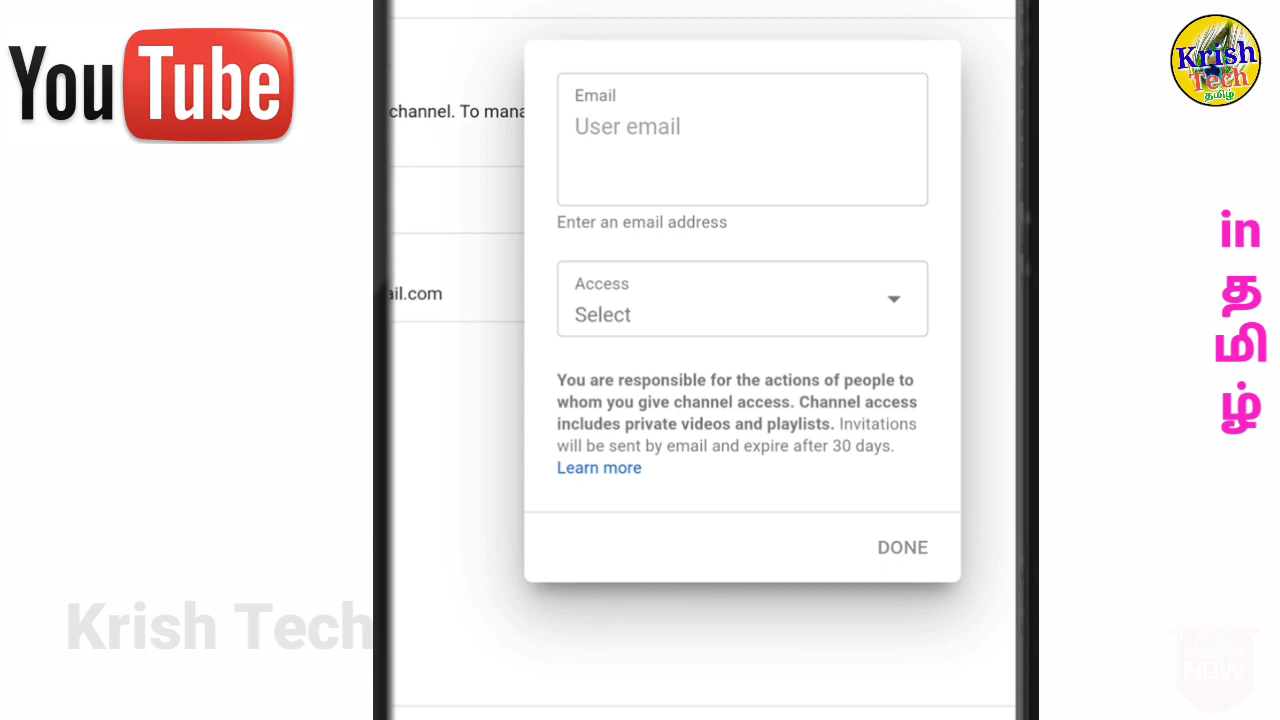 YouTube
Krish
Tech
தமிழ்
channel. To mana
ail.com
Email
User email
Enter an email address
Access
Select
You are responsible for the actions of people to
whom you give channel access. Channel access
includes private videos and playlists. Invitations
will be sent by email and expire after 30 days.
Learn more
DONE
in
தமிழ்
Krish Tech
NOW